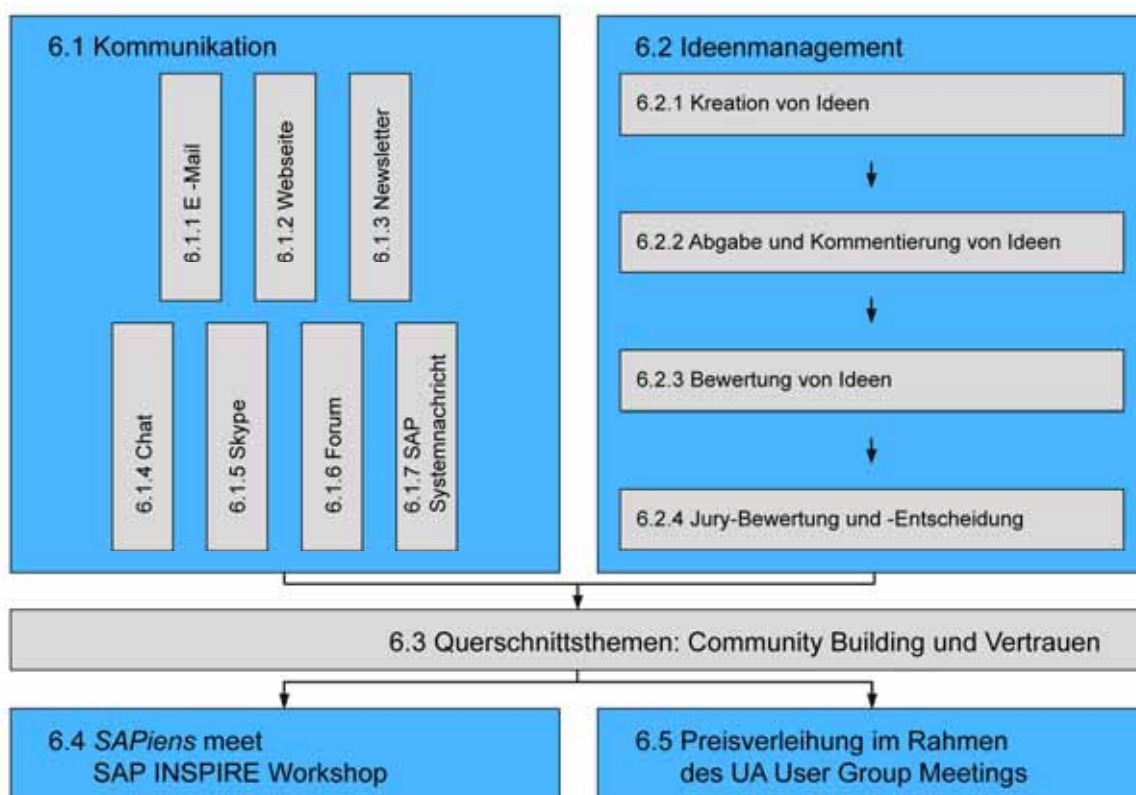 6.1 Kommunikation
6.1.1 E -Mail
6.1.2 Webseite
6.1.3 Newsletter
6.1.4 Chat
6.1.5 Skype
6.1.6 Forum
6.1.7 SAP
Systemnachricht
6.2 Ideenmanagement
6.2.1 Kreation von Ideen
6.2.2 Abgabe und Kommentierung von Ideen
6.2.3 Bewertung von Ideen
6.2.4 Jury-Bewertung und -Entscheidung
6.3 Querschnittsthemen: Community Building und Vertrauen
6.4 SAPiens meet
SAP INSPIRE Workshop
6.5 Preisverleihung im Rahmen
des UA User Group Meetings